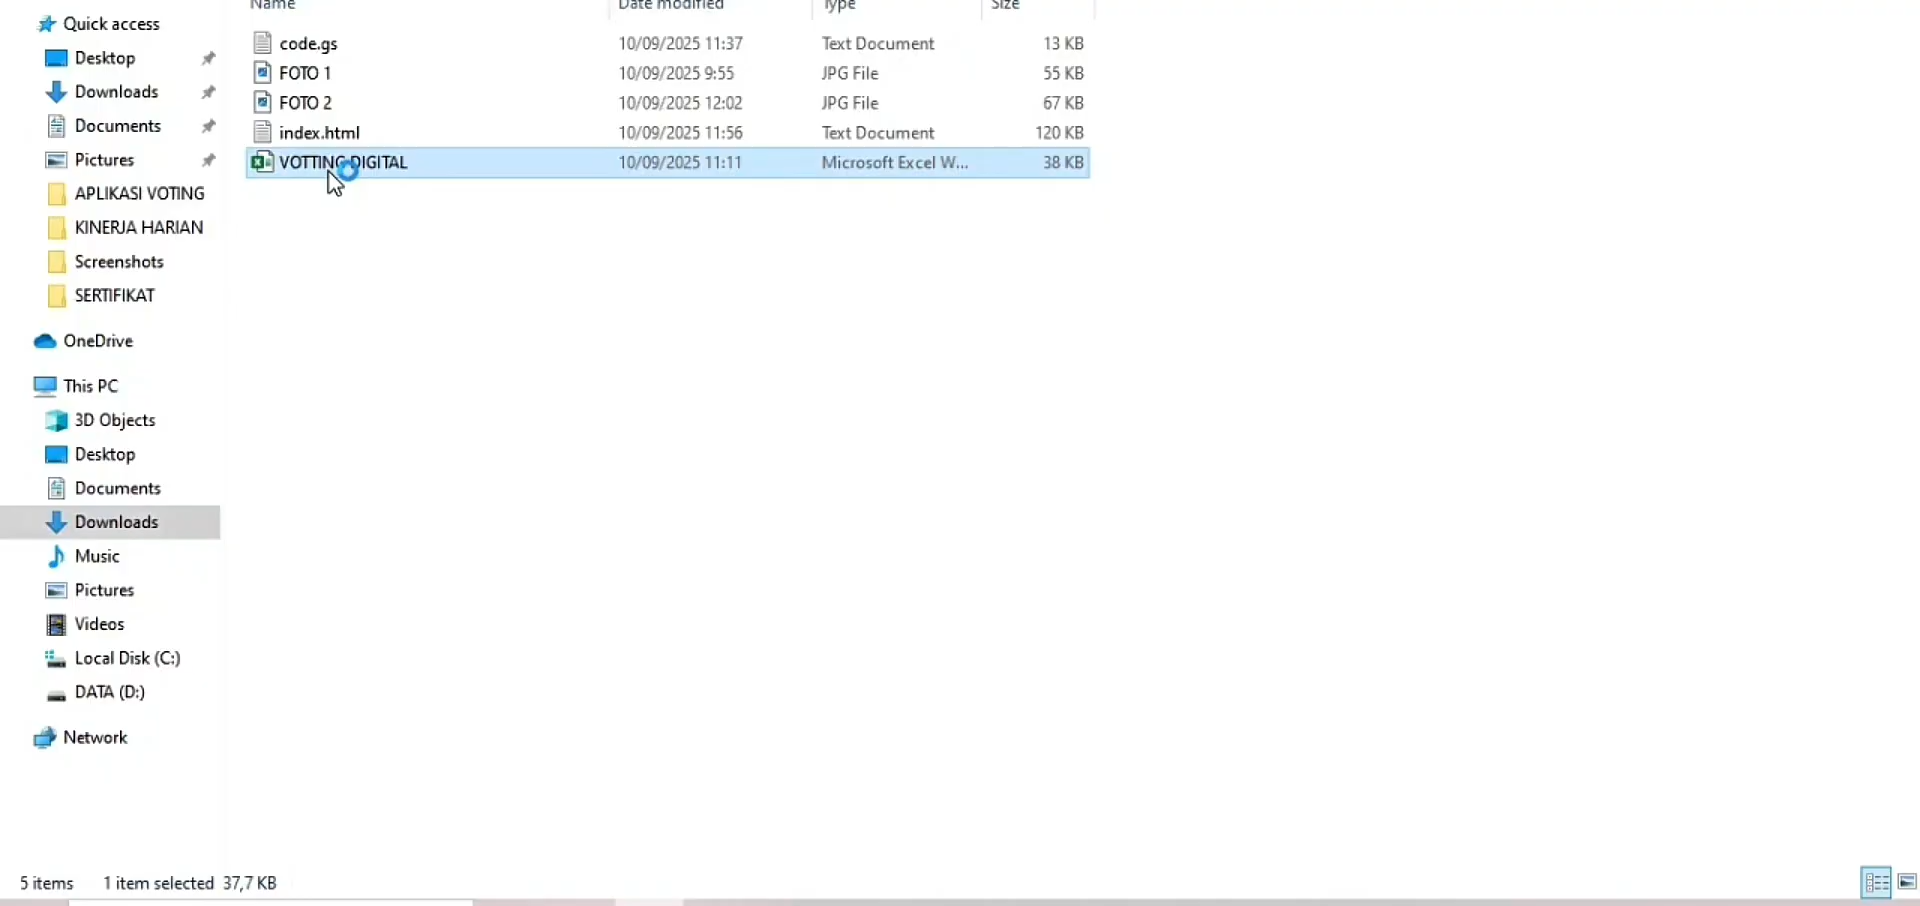 Name Date modified Type Size
Quick access
Desktop
Downloads
Documents
Pictures
APLIKASI VOTING
KINERJA HARIAN
Screenshots
SERTIFIKAT
OneDrive
This PC
3D Objects
Desktop
Documents
Downloads
Music
Pictures
Videos
Local Disk (C:)
DATA (D:)
Network
code.gs 10/09/2025 11:37 Text Document 13 KB
FOTO 1 10/09/2025 9:55 JPG File 55 KB
FOTO 2 10/09/2025 12:02 JPG File 67 KB
index.html 10/09/2025 11:56 Text Document 120 KB
VOTTING DIGITAL 10/09/2025 11:11 Microsoft Excel W... 38 KB
5 items 1 item selected 37,7 KB